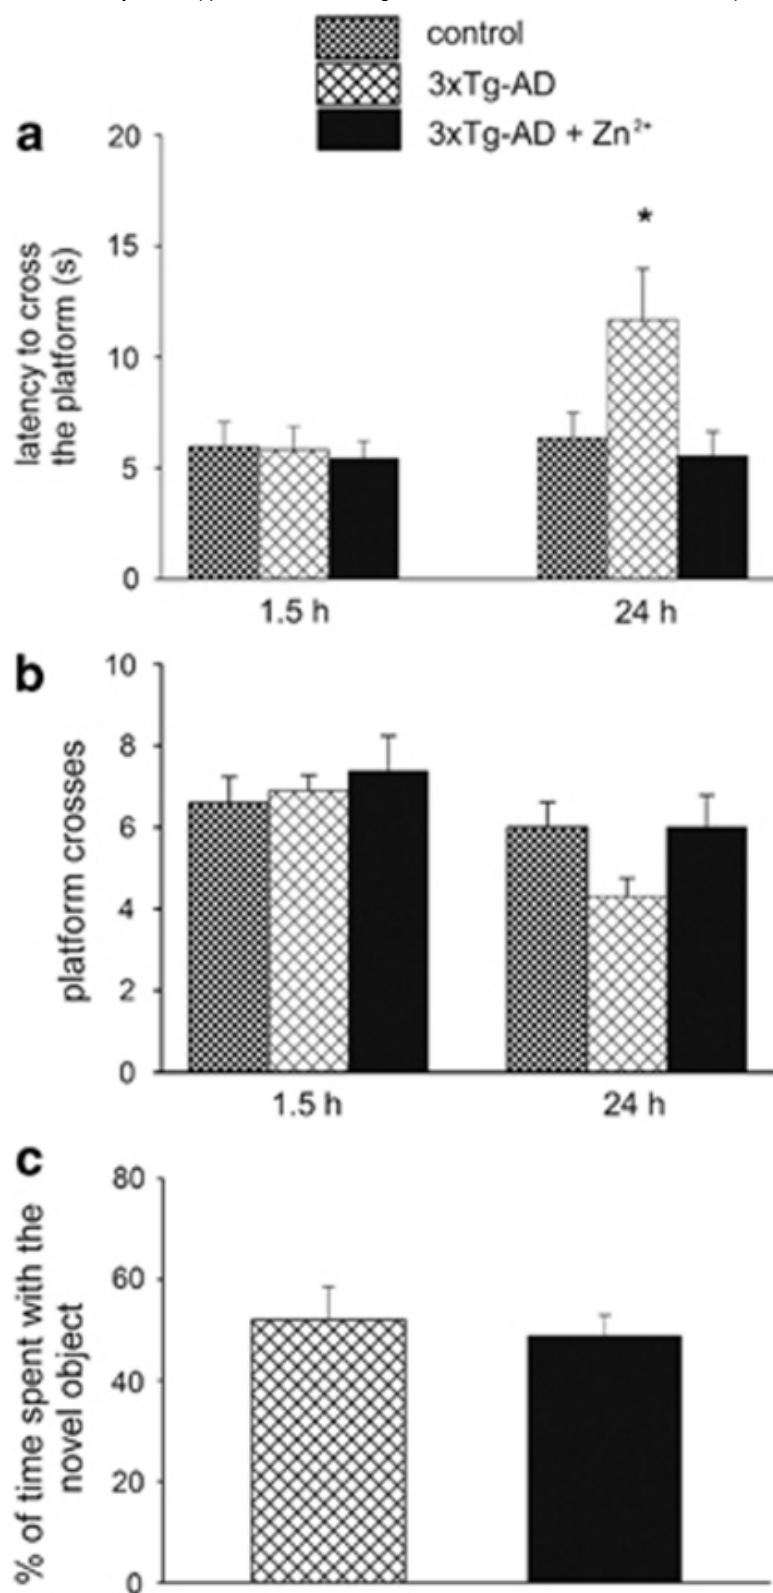 control
3xTg-AD
3xTg-AD + Zn²⁺
a
20
15
10
5
0
latency to cross
the platform (s)
*
1.5 h
24 h
b
10
8
6
4
2
0
platform crosses
1.5 h
24 h
c
80
60
40
20
0
% of time spent with the
novel object